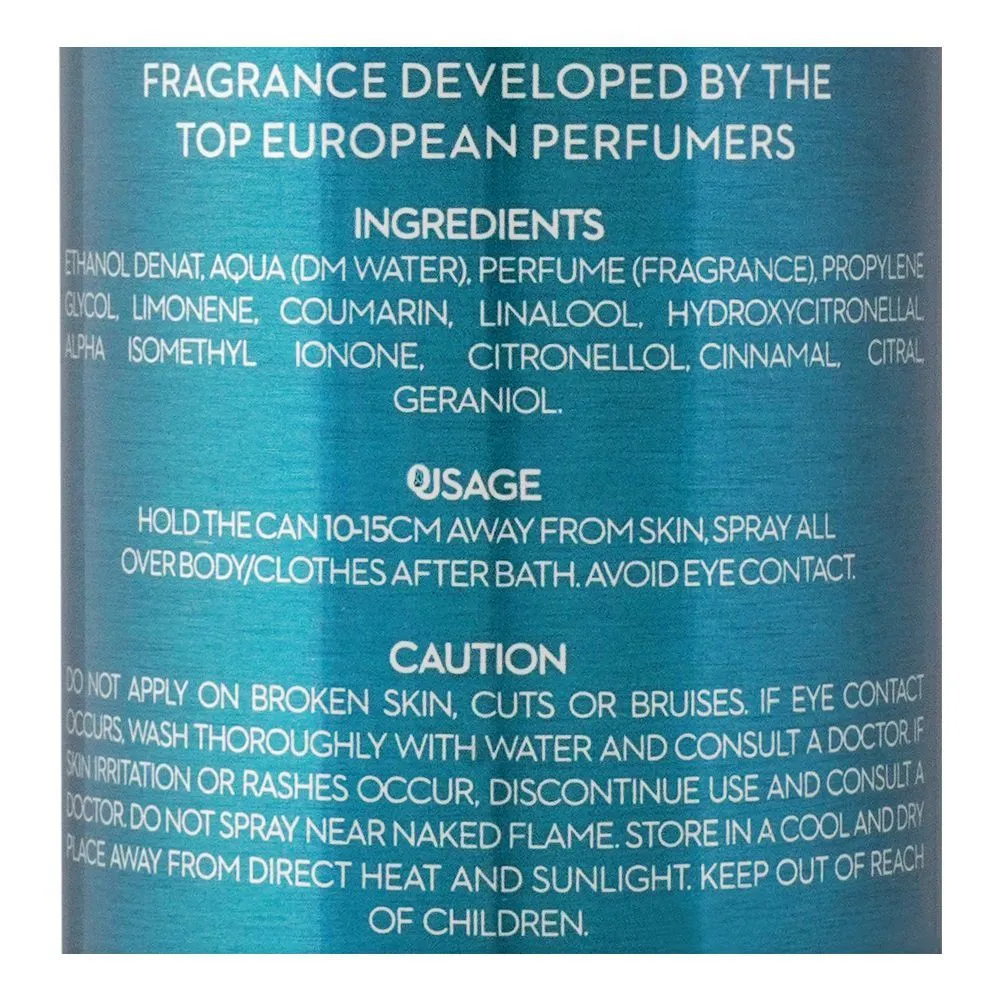 FRAGRANCE DEVELOPED BY THE
TOP EUROPEAN PERFUMERS
INGREDIENTS
ETHANOL DENAT, AQUA (DM WATER), PERFUME (FRAGRANCE), PROPYLENE
GLYCOL, LIMONENE, COUMARIN, LINALOOL, HYDROXYCITRONELLAL,
ALPHA ISOMETHYL IONONE, CITRONELLOL, CINNAMAL, CITRAL,
GERANIOL.
USAGE
HOLD THE CAN 10-15CM AWAY FROM SKIN, SPRAY ALL
OVER BODY/CLOTHES AFTER BATH. AVOID EYE CONTACT.
CAUTION
DO NOT APPLY ON BROKEN SKIN, CUTS OR BRUISES. IF EYE CONTACT
OCCURS, WASH THOROUGHLY WITH WATER AND CONSULT A DOCTOR. IF
SKIN IRRITATION OR RASHES OCCUR, DISCONTINUE USE AND CONSULT A
DOCTOR. DO NOT SPRAY NEAR NAKED FLAME. STORE IN A COOL AND DRY
PLACE AWAY FROM DIRECT HEAT AND SUNLIGHT. KEEP OUT OF REACH
OF CHILDREN.